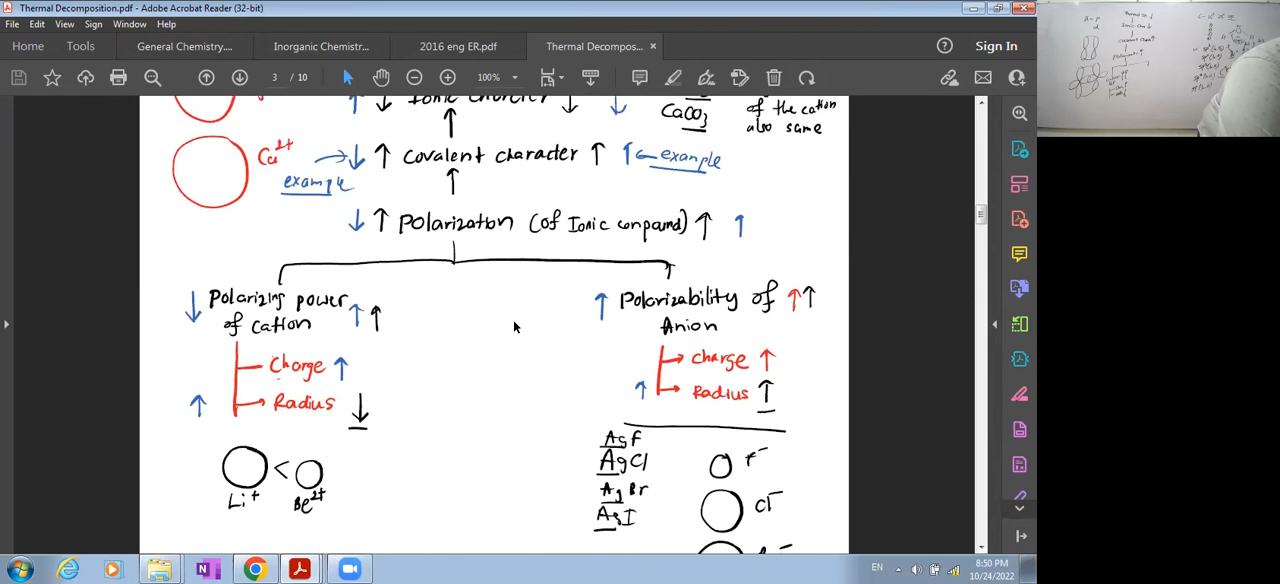 Thermal Decomposition.pdf - Adobe Acrobat Reader (32-bit)
File Edit View Sign Window Help
Home Tools General Chemistry.... Inorganic Chemistr... 2016 eng ER.pdf Thermal Decompos... × Sign In
3 / 10 100%
↑ ↓ Ionic character ↓ ↓
CaCO3
of the cation
also same
Ca2+
↓ ↑ Covalent character ↑ ↑ ← example
example
↓ ↑ Polarization (of Ionic compound) ↑ ↑
↓ Polarizing power
of cation ↑ ↑
Charge ↑
↑ Radius ↓
↑ Polarizability of ↑↑
Anion
charge ↑
↑ Radius ↑
Li+ < Be2+
AgF
AgCl
AgBr
AgI
F-
Cl-
EN 8:50 PM
10/24/2022